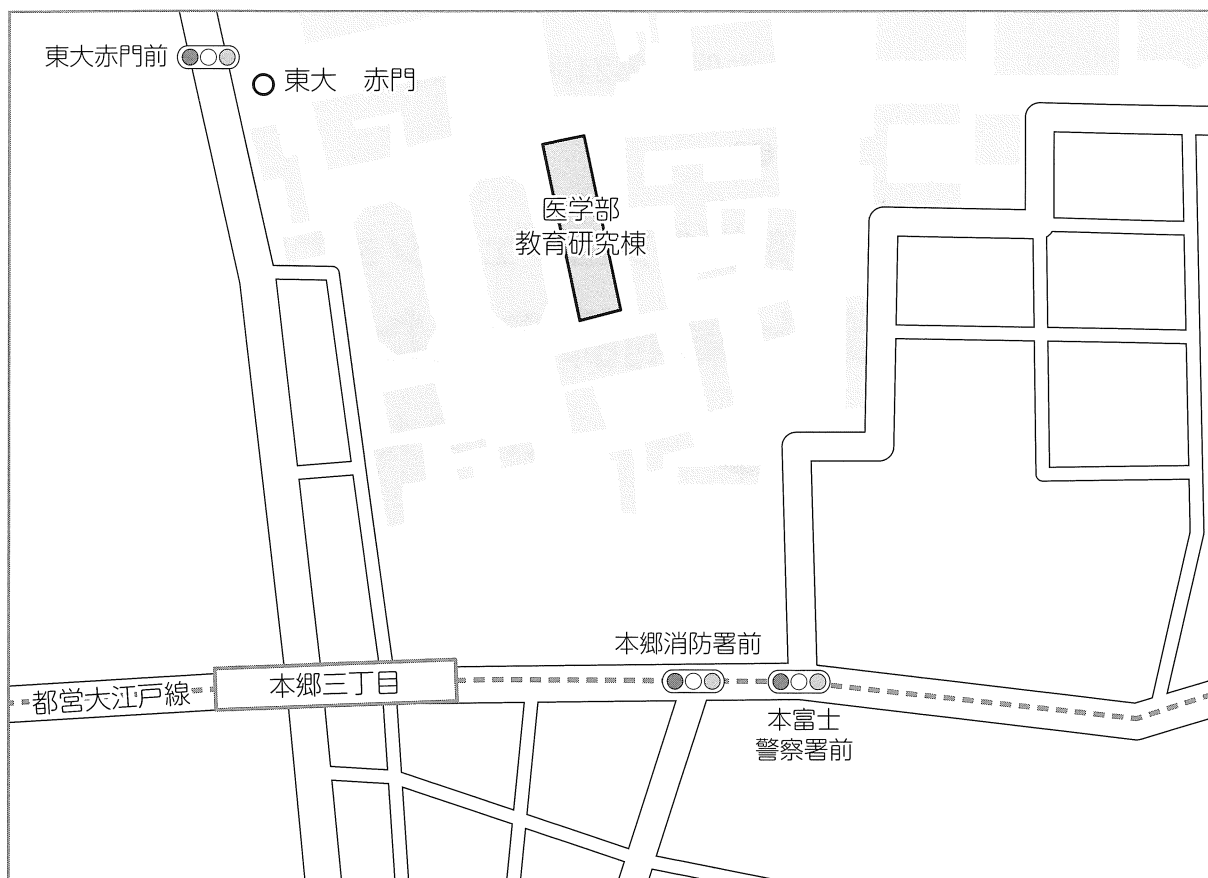 東大赤門前
東大 赤門
医学部
教育研究棟
本郷消防署前
都営大江戸線
本郷三丁目
本富士
警察署前